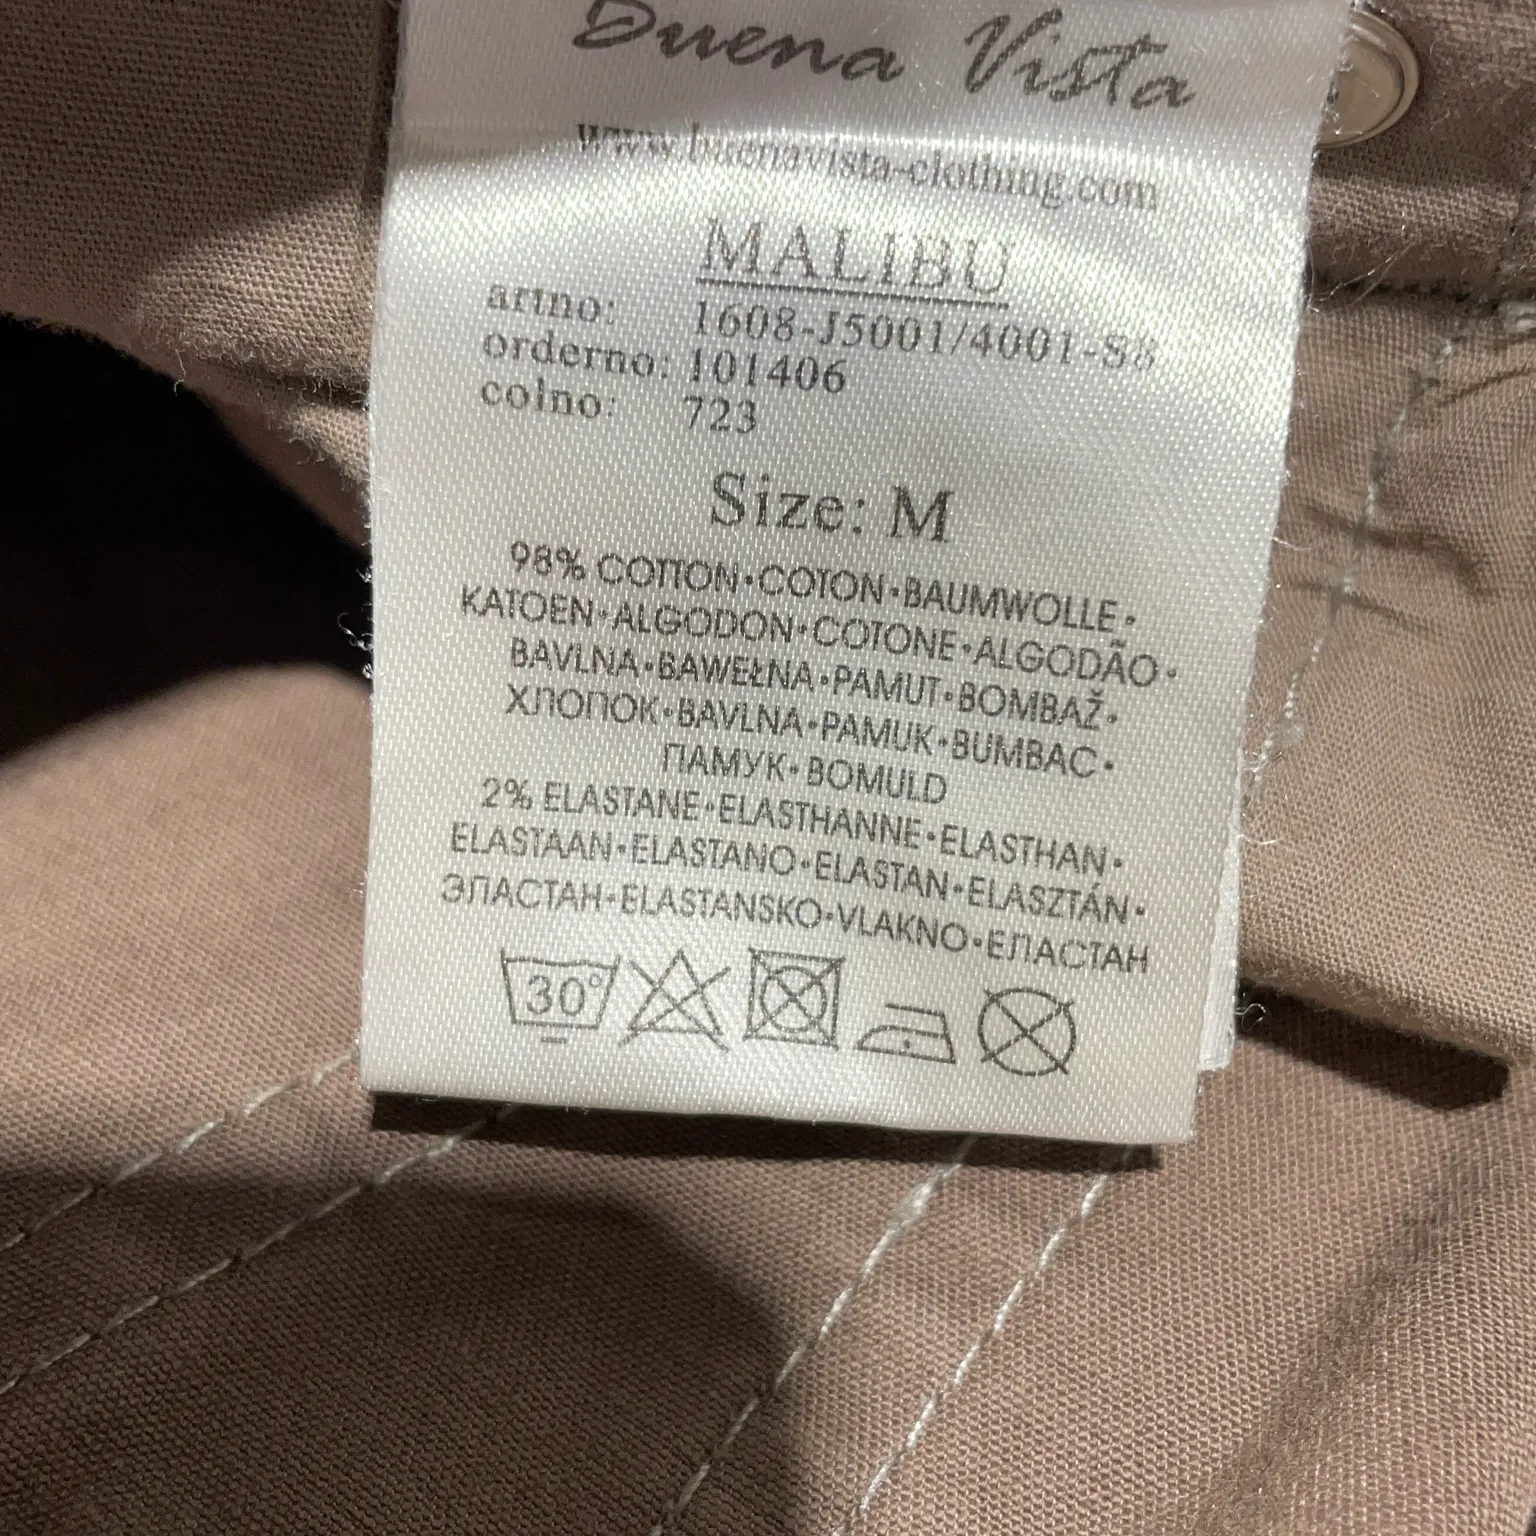 Buena Vista
www.buenavista-clothing.com
MALIBU
artno: 1608-J5001/4001-S8
orderno: 101406
colno: 723
Size: M
98% COTTON•COTON•BAUMWOLLE•
KATOEN•ALGODON•COTONE•ALGODÃO•
BAVLNA•BAWEŁNA•PAMUT•BOMBAŽ•
ХЛОПОК•BAVLNA•PAMUK•BUMBAC•
ПАМУК•BOMULD
2% ELASTANE•ELASTHANNE•ELASTHAN•
ELASTAAN•ELASTANO•ELASTAN•ELASZTÁN•
ЭЛАСТАН•ELASTANSKO•VLAKNO•ЕЛАСТАН
30°